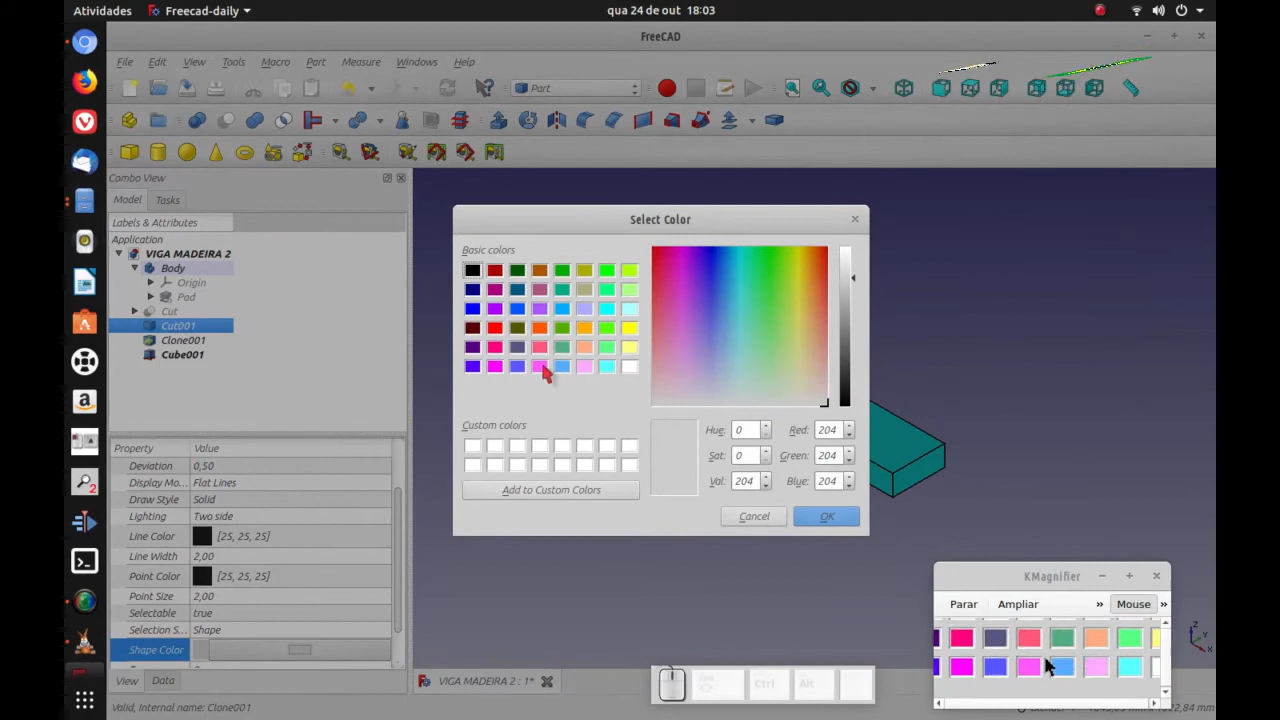 Atividades Freecad-daily qua 24 de out 18:03
FreeCAD
File Edit View Tools Macro Part Measure Windows Help
Part
Combo View
Model Tasks
Labels & Attributes
Application
VIGA MADEIRA 2
Body
Origin
Pad
Cut
Cut001
Clone001
Cube001
Property Value
Deviation 0,50
Display Mo... Flat Lines
Draw Style Solid
Lighting Two side
Line Color [25, 25, 25]
Line Width 2,00
Point Color [25, 25, 25]
Point Size 2,00
Selectable true
Selection S... Shape
Shape Color
View Data
Valid, Internal name: Clone001
Select Color
Basic colors
Custom colors
Add to Custom Colors
Hue: 0 Red: 204
Sat: 0 Green: 204
Val: 204 Blue: 204
Cancel OK
VIGA MADEIRA 2 : 1*
KMagnifier
Parar Ampliar » Mouse »
Ctrl Alt
Z
Y
X
2